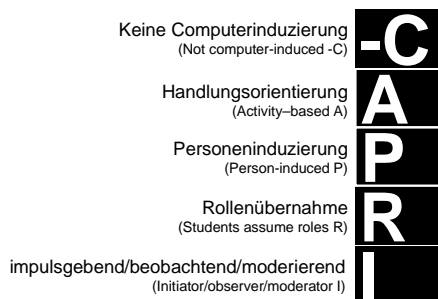 Keine Computerinduzierung
(Not computer-induced -C)
-C
Handlungsorientierung
(Activity–based A)
A
Personeninduzierung
(Person-induced P)
P
Rollenübernahme
(Students assume roles R)
R
impulsgebend/beobachtend/moderierend
(Initiator/observer/moderator I)
I